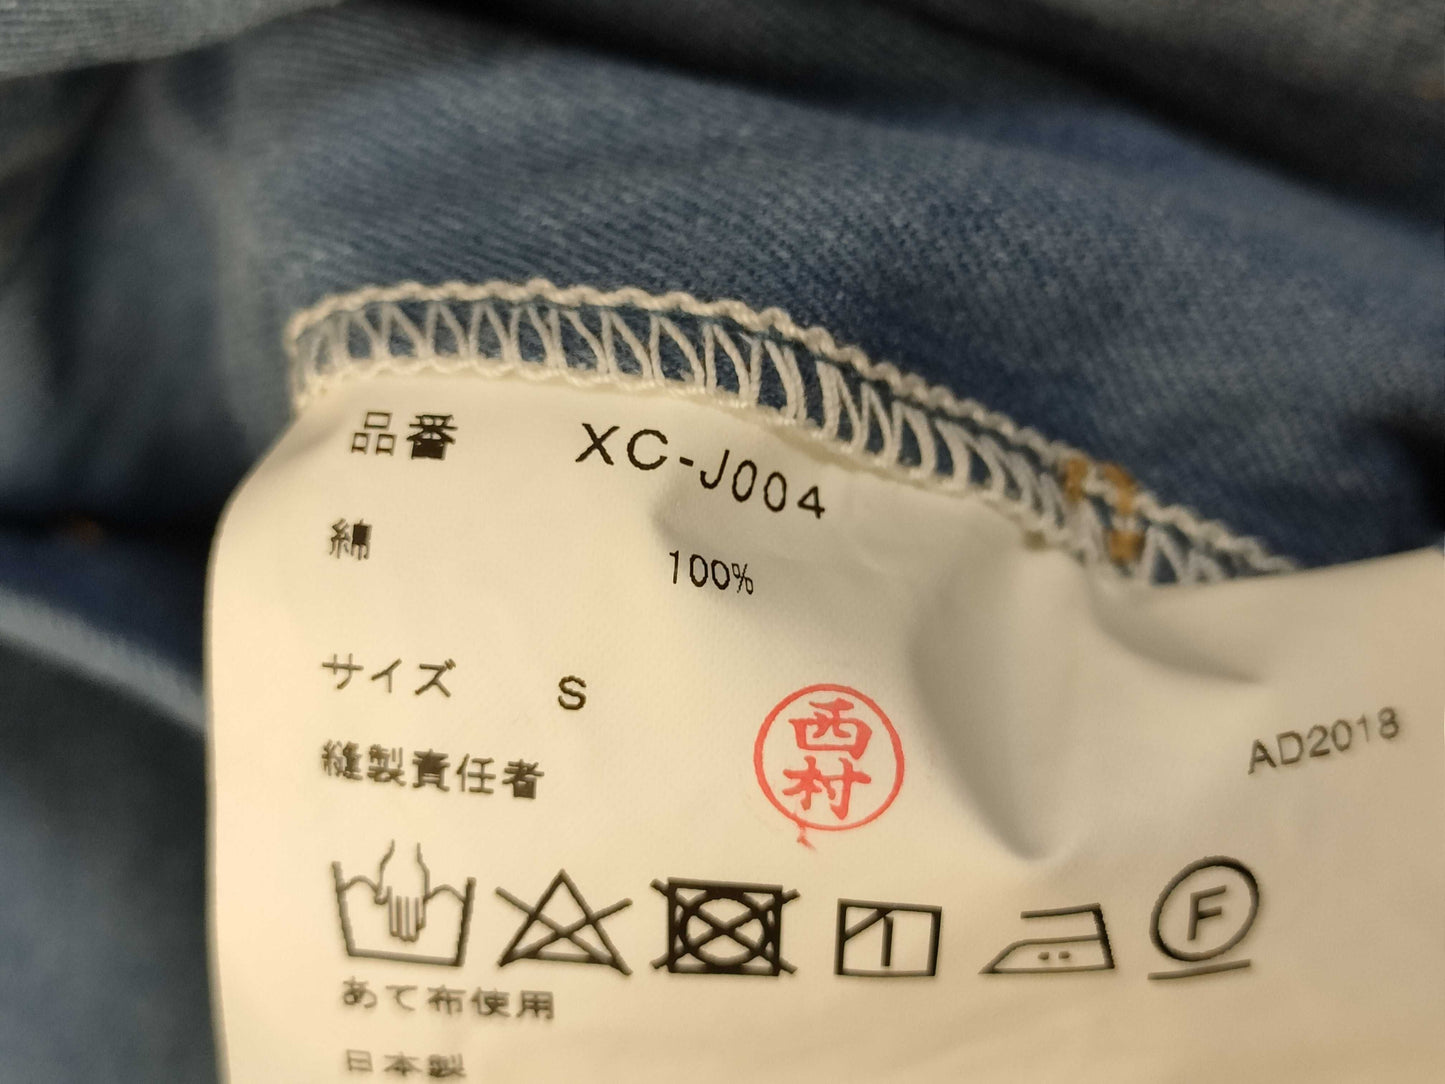 品番 XC-J004
綿 100%
サイズ S
縫製責任者 西村
AD2018
F
あて布使用
日本製